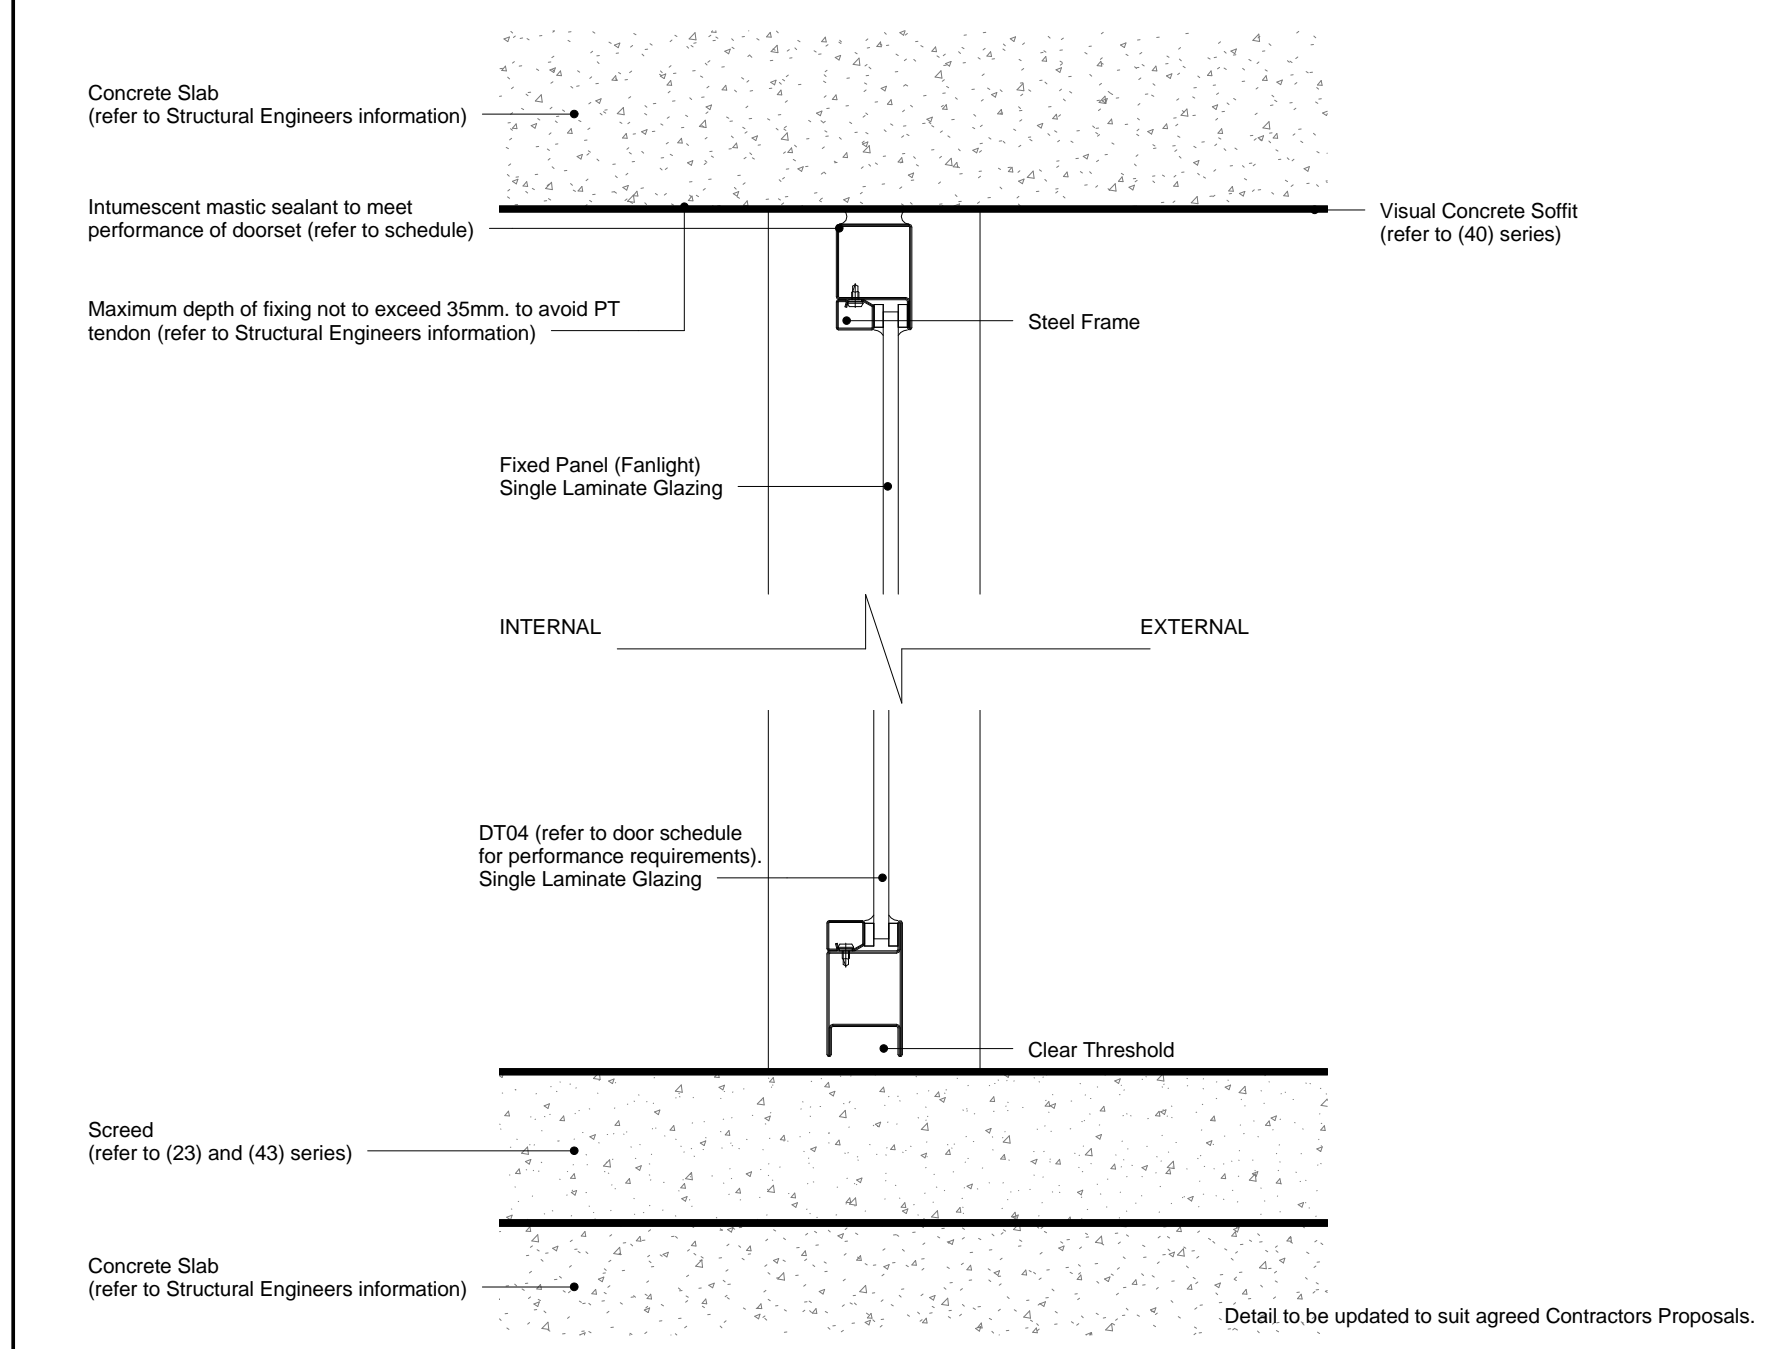 Concrete Slab
(refer to Structural Engineers information)
Intumescent mastic sealant to meet
performance of doorset (refer to schedule)
Visual Concrete Soffit
(refer to (40) series)
Maximum depth of fixing not to exceed 35mm. to avoid PT
tendon (refer to Structural Engineers information)
Steel Frame
Fixed Panel (Fanlight)
Single Laminate Glazing
INTERNAL
EXTERNAL
DT04 (refer to door schedule
for performance requirements).
Single Laminate Glazing
Clear Threshold
Screed
(refer to (23) and (43) series)
Concrete Slab
(refer to Structural Engineers information)
Detail to be updated to suit agreed Contractors Proposals.